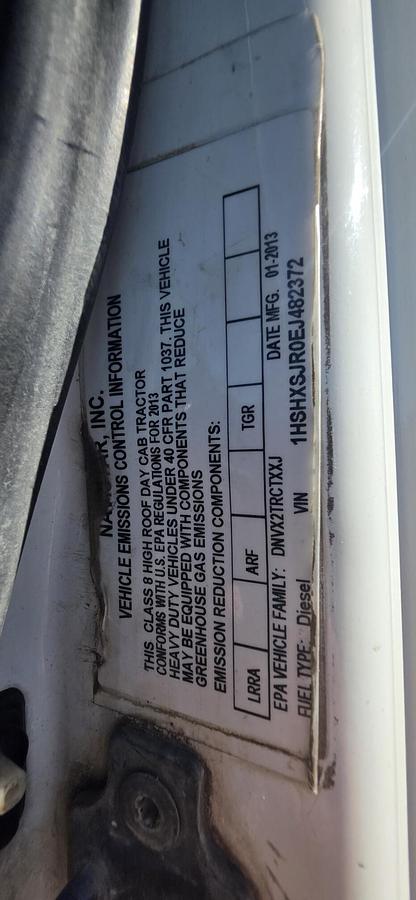 INC.
VEHICLE EMISSIONS CONTROL INFORMATION
THIS CLASS 8 HIGH ROOF DAY CAB TRACTOR
CONFORMS WITH U.S. EPA REGULATIONS FOR 2013
HEAVY DUTY VEHICLES UNDER 40 CFR PART 1037. THIS VEHICLE
MAY BE EQUIPPED WITH COMPONENTS THAT REDUCE
GREENHOUSE GAS EMISSIONS
EMISSION REDUCTION COMPONENTS:
LRRA ARF TGR
EPA VEHICLE FAMILY: DNVX2TRCTXXJ DATE MFG. 01-2013
FUEL TYPE: Diesel VIN 1HSHXSJR0EJ482372